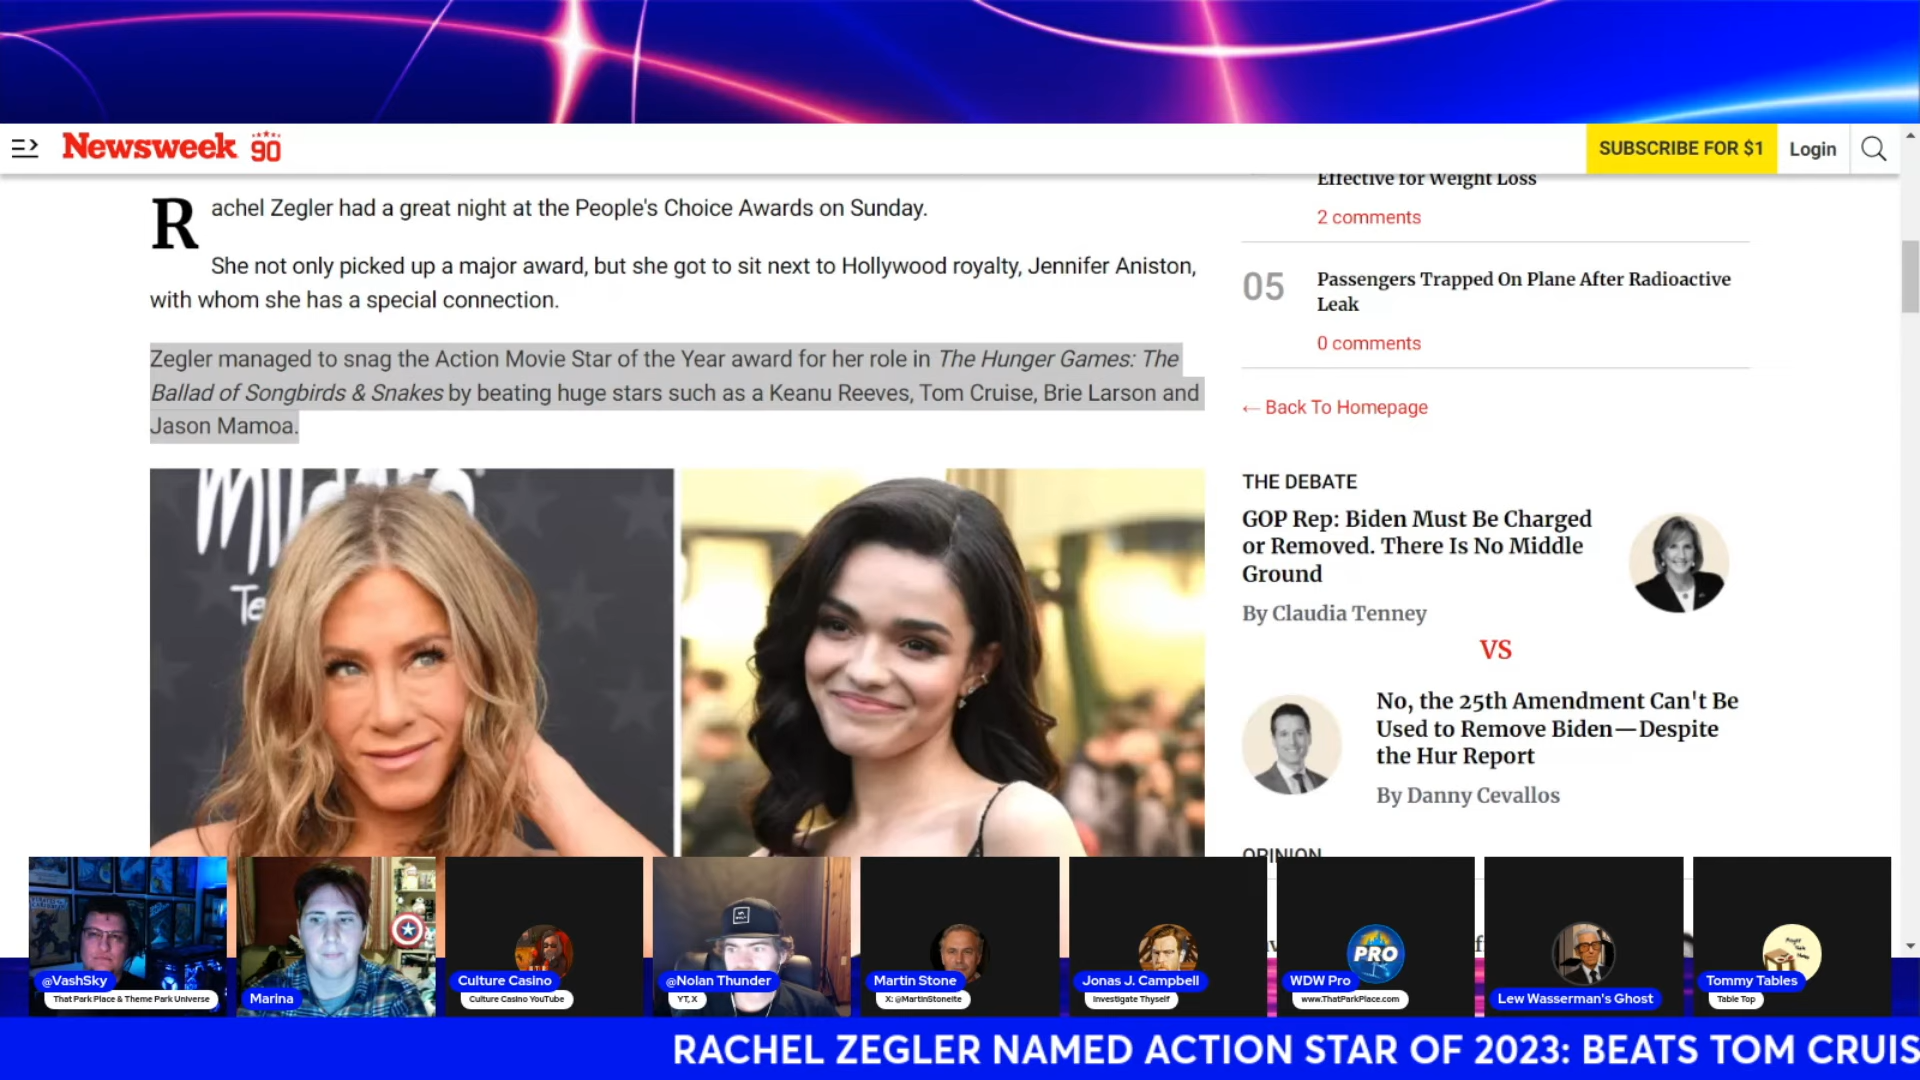 Newsweek 90
SUBSCRIBE FOR $1
Login
Rachel Zegler had a great night at the People's Choice Awards on Sunday.
She not only picked up a major award, but she got to sit next to Hollywood royalty, Jennifer Aniston,
with whom she has a special connection.
Zegler managed to snag the Action Movie Star of the Year award for her role in The Hunger Games: The
Ballad of Songbirds & Snakes by beating huge stars such as a Keanu Reeves, Tom Cruise, Brie Larson and
Jason Mamoa.
Effective for Weight Loss
2 comments
05
Passengers Trapped On Plane After Radioactive
Leak
0 comments
← Back To Homepage
THE DEBATE
GOP Rep: Biden Must Be Charged
or Removed. There Is No Middle
Ground
By Claudia Tenney
VS
No, the 25th Amendment Can't Be
Used to Remove Biden—Despite
the Hur Report
By Danny Cevallos
OPINION
@VashSky
That Park Place & Theme Park Universe
Marina
Culture Casino
Culture Casino YouTube
@Nolan Thunder
YT, X
Martin Stone
X: @MartinStoneite
Jonas J. Campbell
Investigate Thyself
PRO
WDW Pro
www.ThatParkPlace.com
Lew Wasserman's Ghost
Tommy Tables
Table Top
RACHEL ZEGLER NAMED ACTION STAR OF 2023: BEATS TOM CRUIS